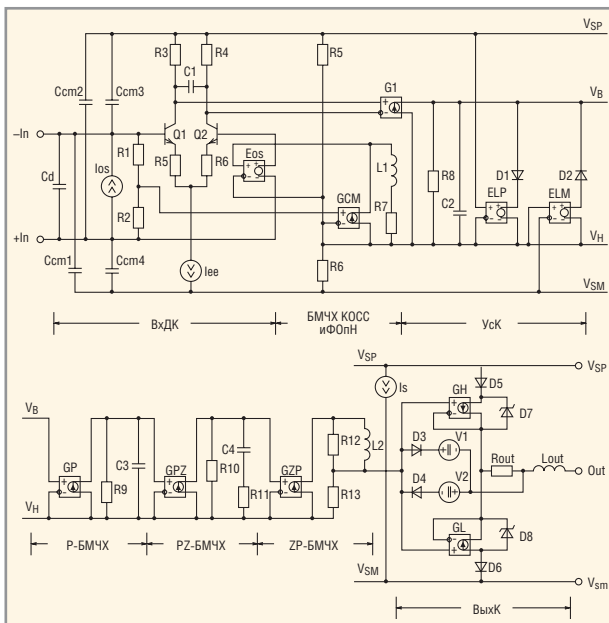 VSP
R3
R4
R5
C1
Ccm2
Ccm3
G1
VB
–In
Q1
Q2
R1
R5
R6
Eos
L1
R8
D1
D2
Cd
Ios
C2
ELP
ELM
R2
GCM
R7
+In
VH
Ccm1
Ccm4
Iee
R6
VSM
ВхДК
БМЧХ КОСС
иФОпН
УсК
VSP
VSP
Is
GH
D5
VB
D7
R12
L2
D3
V1
GP
C3
GPZ
R10
C4
GZP
Rout
Lout
Out
R9
R11
R13
D4
V2
VH
GL
D8
P-БМЧХ
PZ-БМЧХ
ZP-БМЧХ
VSM
D6
Vsm
ВыхК